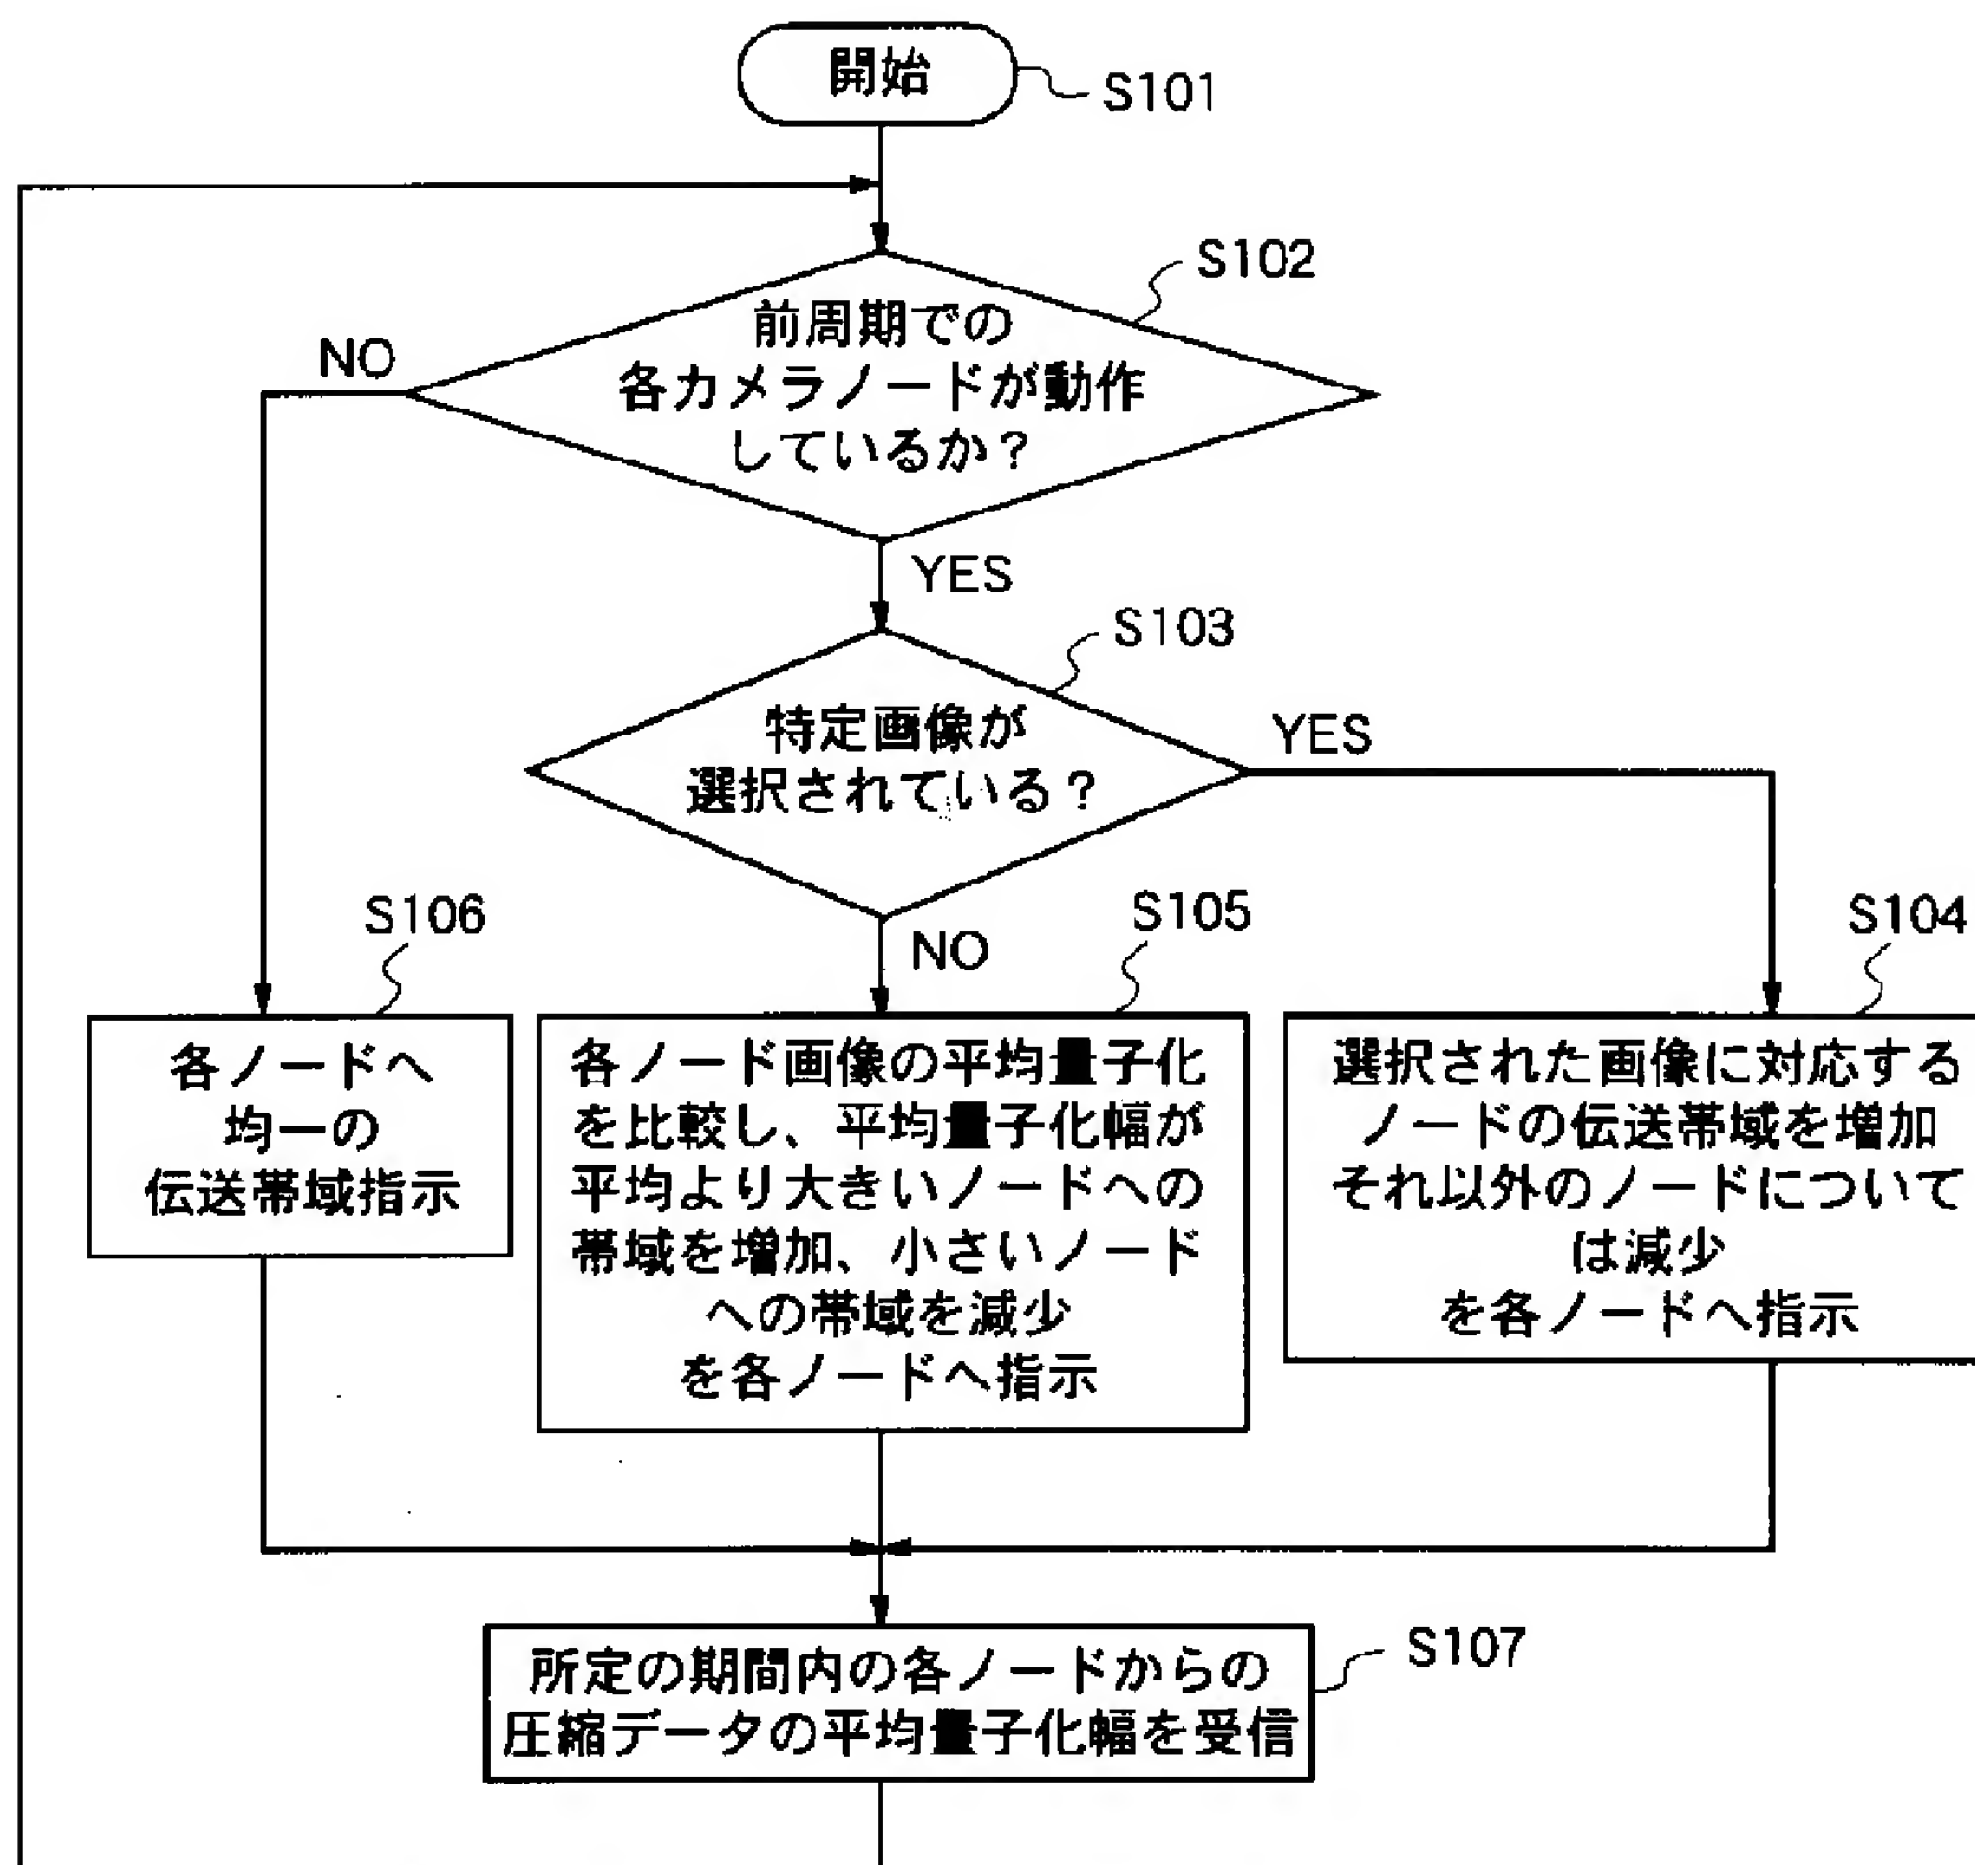 開始
S101
S102
前周期での
各カメラノードが動作
しているか？
NO
YES
S103
特定画像が
選択されている？
YES
NO
S106
各ノードへ
均一の
伝送帯域指示
S105
各ノード画像の平均量子化
を比較し、平均量子化幅が
平均より大きいノードへの
帯域を増加、小さいノード
への帯域を減少
を各ノードへ指示
S104
選択された画像に対応する
ノードの伝送帯域を増加
それ以外のノードについて
は減少
を各ノードへ指示
S107
所定の期間内の各ノードからの
圧縮データの平均量子化幅を受信